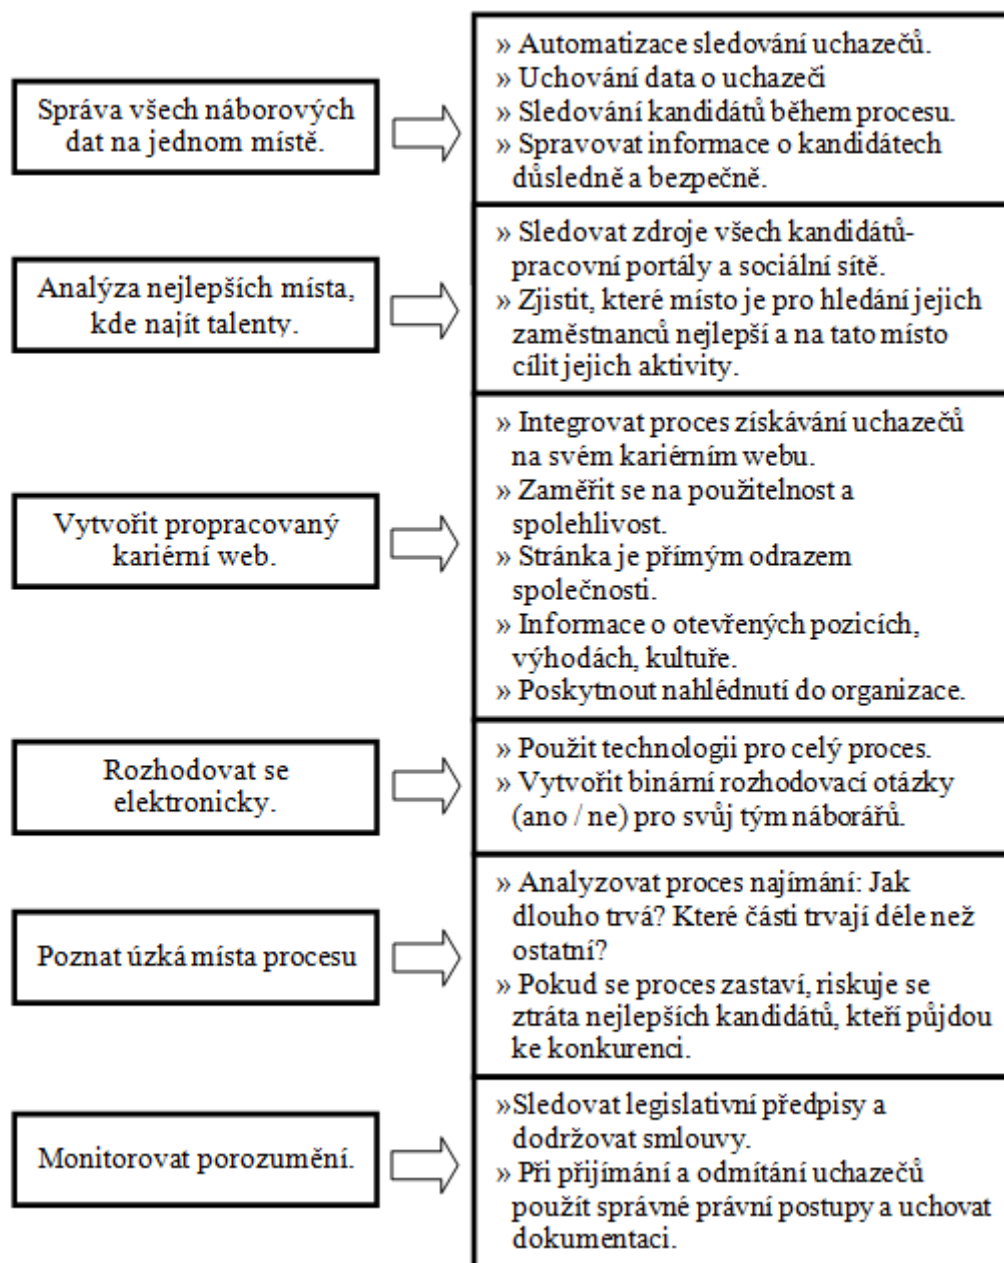 Správa všech náborových
dat na jednom místě.
» Automatizace sledování uchazečů.
» Uchování data o uchazeči
» Sledování kandidátů během procesu.
» Spravovat informace o kandidátech
důsledně a bezpečně.
Analýza nejlepších místa,
kde najít talenty.
» Sledovat zdroje všech kandidátů-
pracovní portály a sociální sítě.
» Zjistit, které místo je pro hledání jejich
zaměstnanců nejlepší a na tato místo
cílit jejich aktivity.
Vytvořit propracovaný
kariérní web.
» Integrovat proces získávání uchazečů
na svém kariérním webu.
» Zaměřit se na použitelnost a
spolehlivost.
» Stránka je přímým odrazem
společnosti.
» Informace o otevřených pozicích,
výhodách, kultuře.
» Poskytnout nahlédnutí do organizace.
Rozhodovat se
elektronicky.
» Použit technologii pro celý proces.
» Vytvořit binární rozhodovací otázky
(ano / ne) pro svůj tým náborářů.
Poznat úzká místa procesu
» Analyzovat proces najímání: Jak
dlouho trvá? Které části trvají déle než
ostatní?
» Pokud se proces zastaví, riskuje se
ztráta nejlepších kandidátů, kteří půjdou
ke konkurenci.
Monitorovat porozumění.
»Sledovat legislativní předpisy a
dodržovat smlouvy.
» Při přijímání a odmítání uchazečů
použít správné právní postupy a uchovat
dokumentaci.